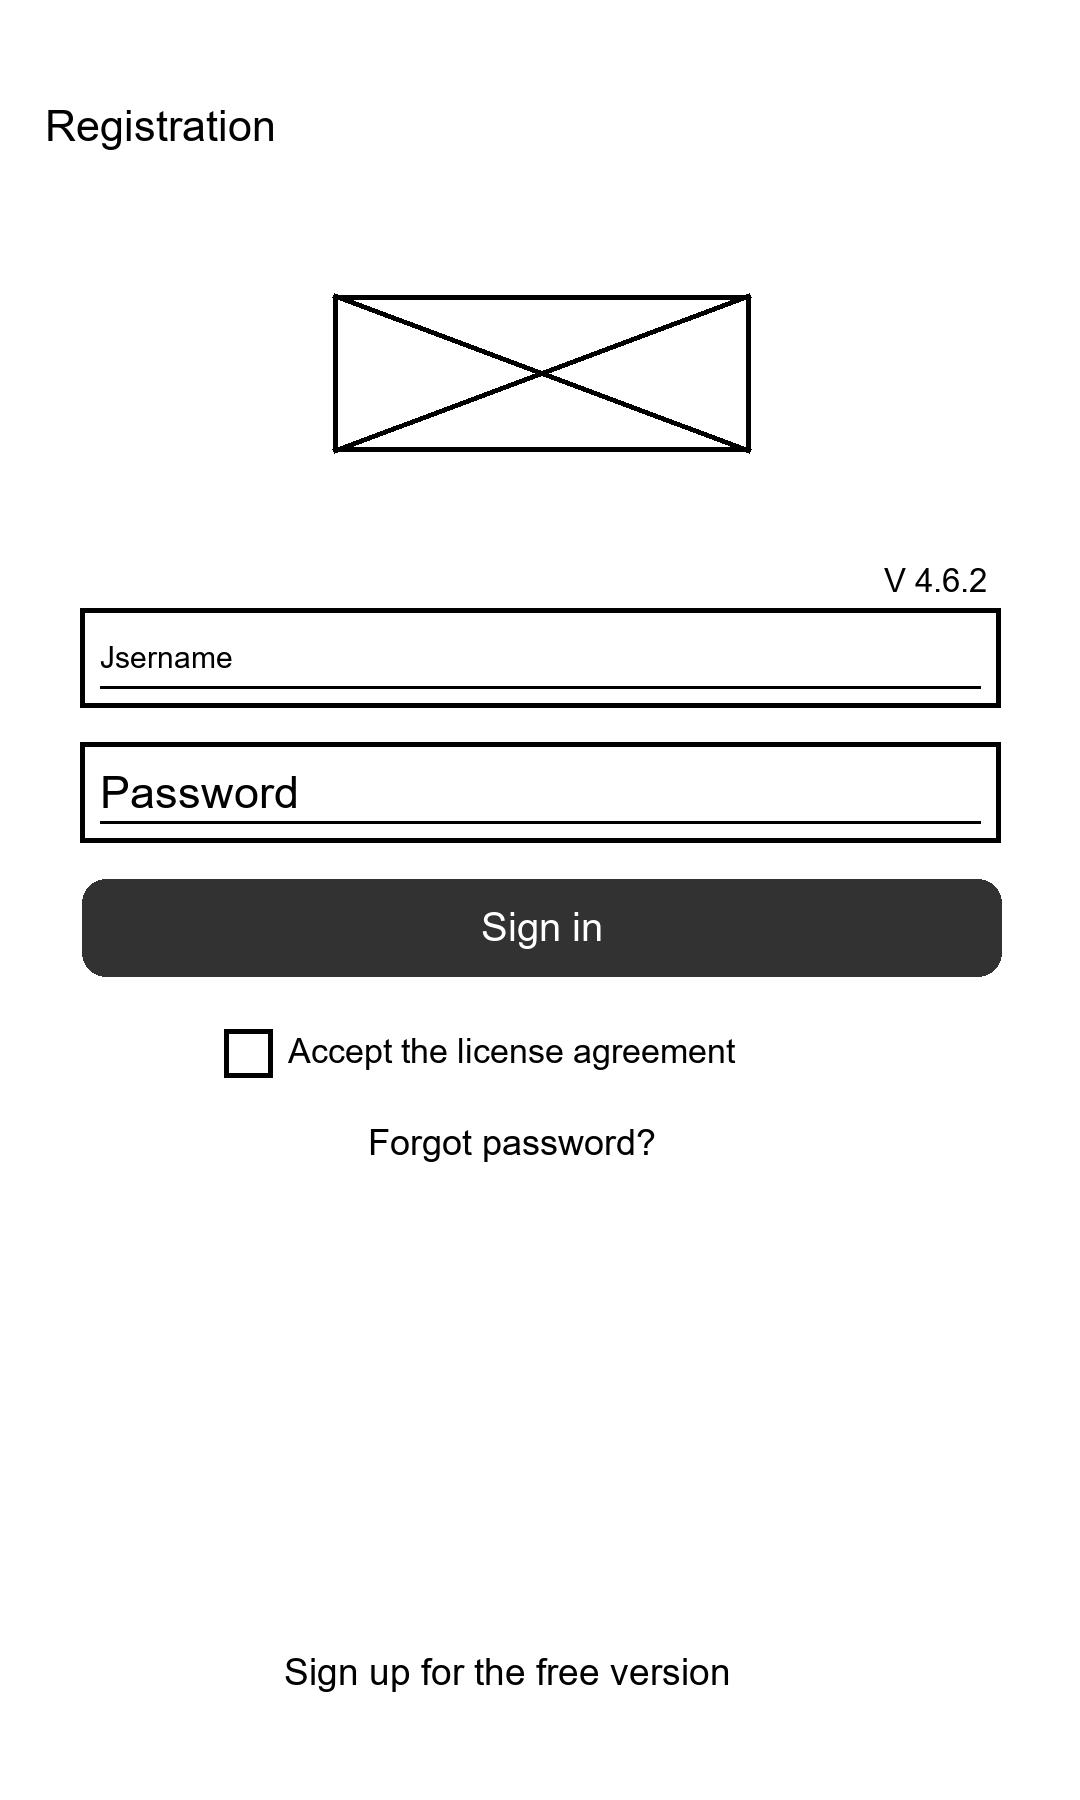 Registration
V 4.6.2
Jsername
Password
Sign in
Accept the license agreement
Forgot password?
Sign up for the free version